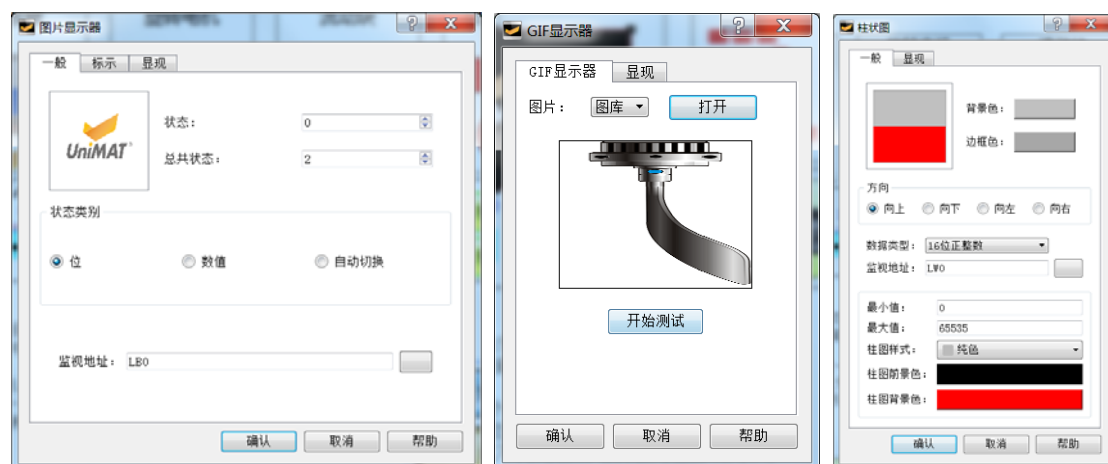 图片显示器
一般 标示 显现
UniMAT
状态： 0
总共状态： 2
状态类别
位 数值 自动切换
监视地址： LB0
确认 取消 帮助
GIF显示器
GIF显示器 显现
图片： 图库 打开
开始测试
确认 取消 帮助
柱状图
一般 显现
背景色：
边框色：
方向
向上 向下 向左 向右
数据类型： 16位正整数
监视地址： LW0
最小值： 0
最大值： 65535
柱图样式： 纯色
柱图前景色：
柱图背景色：
确认 取消 帮助